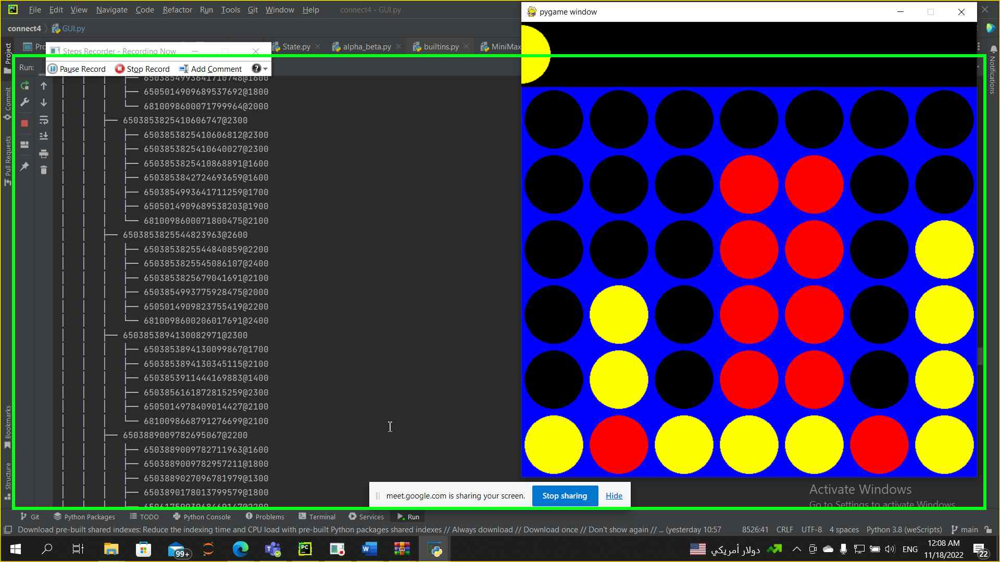 File Edit View Navigate Code Refactor Run Tools Git Window Help connect4 - GUI.py
pygame window
connect4 GUI.py
Steps Recorder - Recording Now
State.py alpha_beta.py builtins.py MiniMax
Run:
Pause Record Stop Record Add Comment
Project
Commit
Pull Requests
Bookmarks
Structure
Notifications
├── 6503854993641710748@1600
├── 6505014909689537692@1800
└── 6810098600071799964@2000
├── 6503853825410606747@2300
├── 6503853825410606812@2300
├── 6503853825410640027@2300
├── 6503853825410868891@1600
├── 6503853842724693659@1600
├── 6503854993641711259@1700
├── 6505014909689538203@1900
└── 6810098600071800475@2100
├── 6503853825544823963@2600
├── 6503853825544840859@2200
├── 6503853825545086107@2400
├── 6503853825679041691@2100
├── 6503854993775928475@2000
├── 6505014909823755419@2200
└── 6810098600206017691@2400
├── 6503853894130082971@2300
├── 6503853894130099867@1700
├── 6503853894130345115@2100
├── 6503853911444169883@1400
├── 6503856161872815259@2300
├── 6505014978409014427@2100
└── 6810098668791276699@2100
├── 6503889009782695067@2200
├── 6503889009782711963@1600
├── 6503889009782957211@1800
├── 6503889027096781979@1300
├── 6503890178013799579@1800
meet.google.com is sharing your screen. Stop sharing Hide
Activate Windows
Go to Settings to activate Windows.
Git Python Packages TODO Python Console Problems Terminal Services Run
Download pre-built shared indexes: Reduce the indexing time and CPU load with pre-built Python packages shared indexes // Always download // Download once // Don't show again // ... (yesterday 10:57 8526:41 CRLF UTF-8 4 spaces Python 3.8 (weScripts) main
99+ دولار أمريكي ENG 12:08 AM
11/18/2022 22